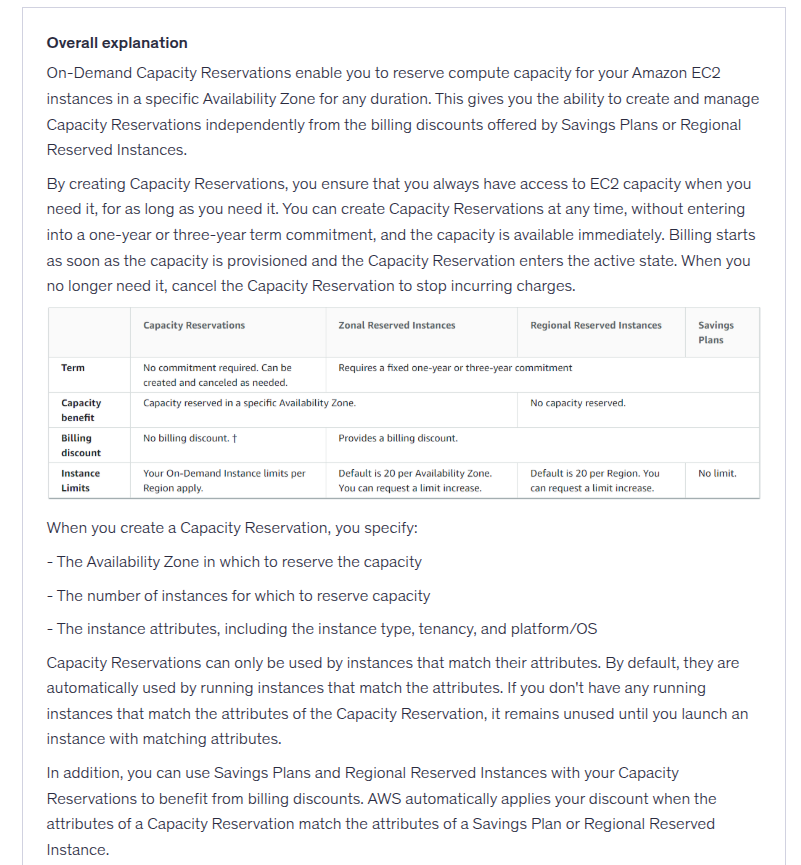 Overall explanation
On-Demand Capacity Reservations enable you to reserve compute capacity for your Amazon EC2
instances in a specific Availability Zone for any duration. This gives you the ability to create and manage
Capacity Reservations independently from the billing discounts offered by Savings Plans or Regional
Reserved Instances.
By creating Capacity Reservations, you ensure that you always have access to EC2 capacity when you
need it, for as long as you need it. You can create Capacity Reservations at any time, without entering
into a one-year or three-year term commitment, and the capacity is available immediately. Billing starts
as soon as the capacity is provisioned and the Capacity Reservation enters the active state. When you
no longer need it, cancel the Capacity Reservation to stop incurring charges.
Capacity Reservations Zonal Reserved Instances Regional Reserved Instances Savings
Plans
Term No commitment required. Can be Requires a fixed one-year or three-year commitment
created and canceled as needed.
Capacity Capacity reserved in a specific Availability Zone. No capacity reserved.
benefit
Billing No billing discount. † Provides a billing discount.
discount
Instance Your On-Demand Instance limits per Default is 20 per Availability Zone. Default is 20 per Region. You No limit.
Limits Region apply. You can request a limit increase. can request a limit increase.
When you create a Capacity Reservation, you specify:
- The Availability Zone in which to reserve the capacity
- The number of instances for which to reserve capacity
- The instance attributes, including the instance type, tenancy, and platform/OS
Capacity Reservations can only be used by instances that match their attributes. By default, they are
automatically used by running instances that match the attributes. If you don't have any running
instances that match the attributes of the Capacity Reservation, it remains unused until you launch an
instance with matching attributes.
In addition, you can use Savings Plans and Regional Reserved Instances with your Capacity
Reservations to benefit from billing discounts. AWS automatically applies your discount when the
attributes of a Capacity Reservation match the attributes of a Savings Plan or Regional Reserved
Instance.